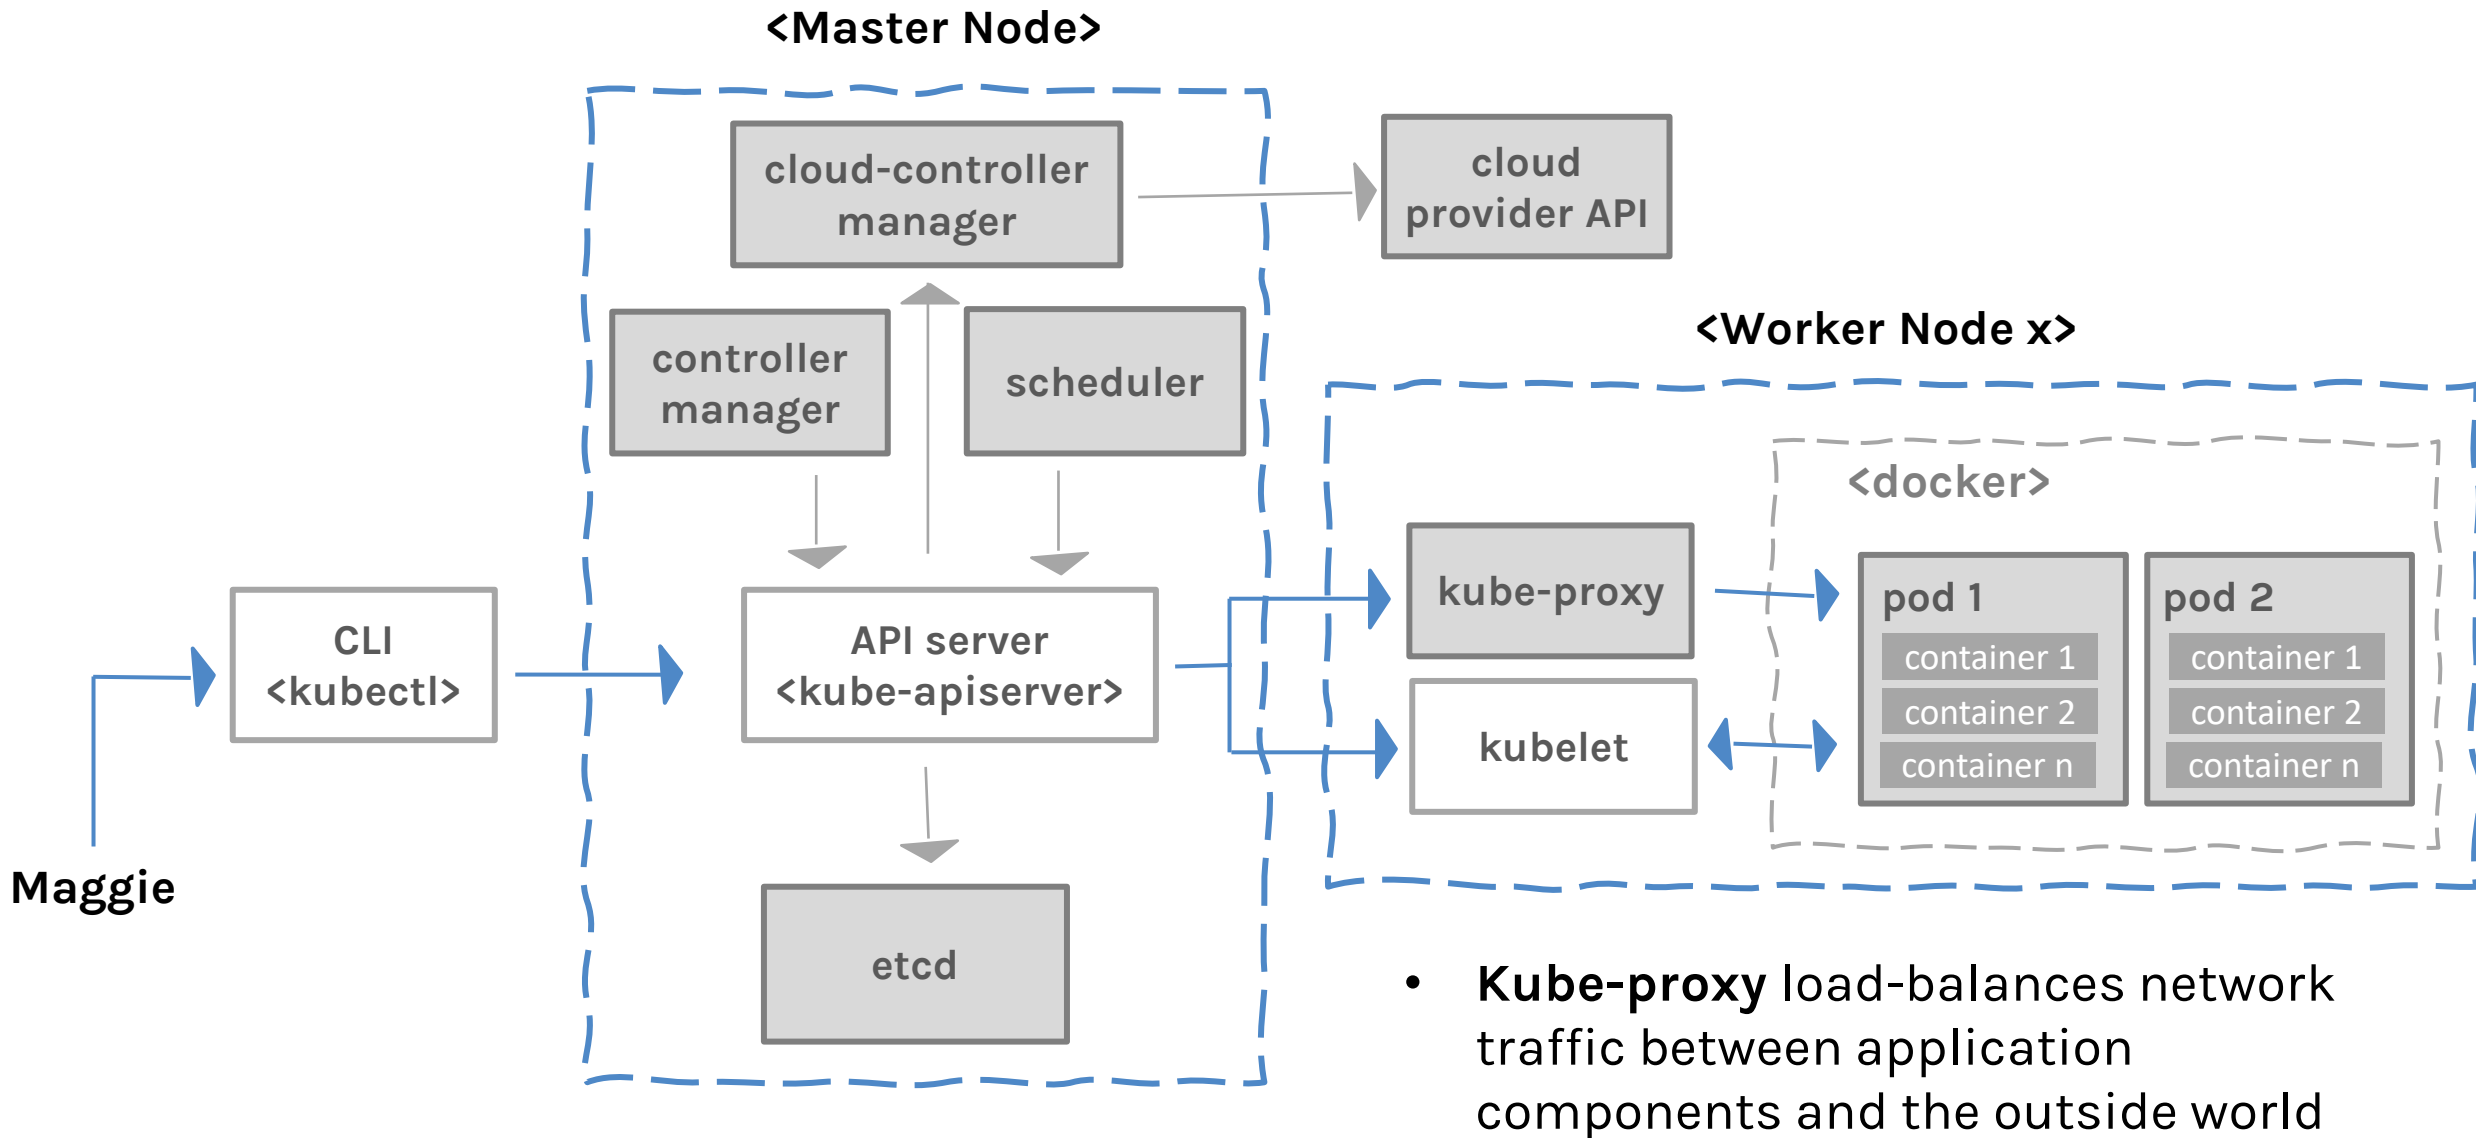 <Master Node>
cloud-controller
manager
cloud
provider API
controller
manager
scheduler
<Worker Node x>
<docker>
CLI
<kubectl>
API server
<kube-apiserver>
kube-proxy
kubelet
pod 1
container 1
container 2
container n
pod 2
container 1
container 2
container n
Maggie
etcd
• Kube-proxy load-balances network
traffic between application
components and the outside world